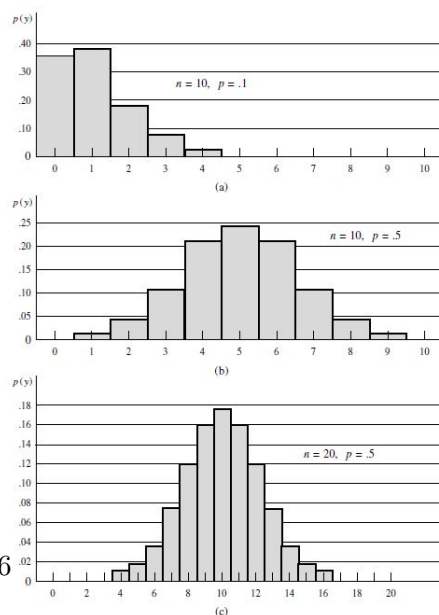 p(y)
.40
.30
n = 10, p = .1
.20
.10
0
0 1 2 3 4 5 6 7 8 9 10
(a)
p(y)
.25
n = 10, p = .5
.20
.15
.10
.05
0
0 1 2 3 4 5 6 7 8 9 10
(b)
p(y)
.18
.16
.14
n = 20, p = .5
.12
.10
.08
.06
.04
.02
6
0
0 2 4 6 8 10 12 14 16 18 20
(c)